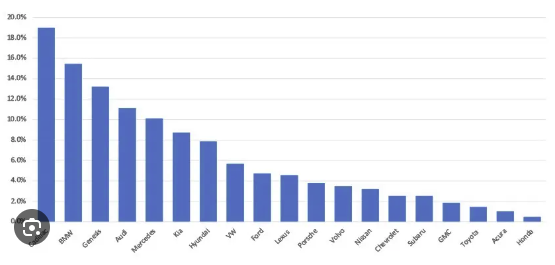 20.0%
18.0%
16.0%
14.0%
12.0%
10.0%
8.0%
6.0%
4.0%
2.0%
BMW
Genesis
Audi
Mercedes
Kia
Hyundai
VW
Ford
Lexus
Porsche
Volvo
Nissan
Chevrolet
Subaru
GMC
Toyota
Acura
Honda